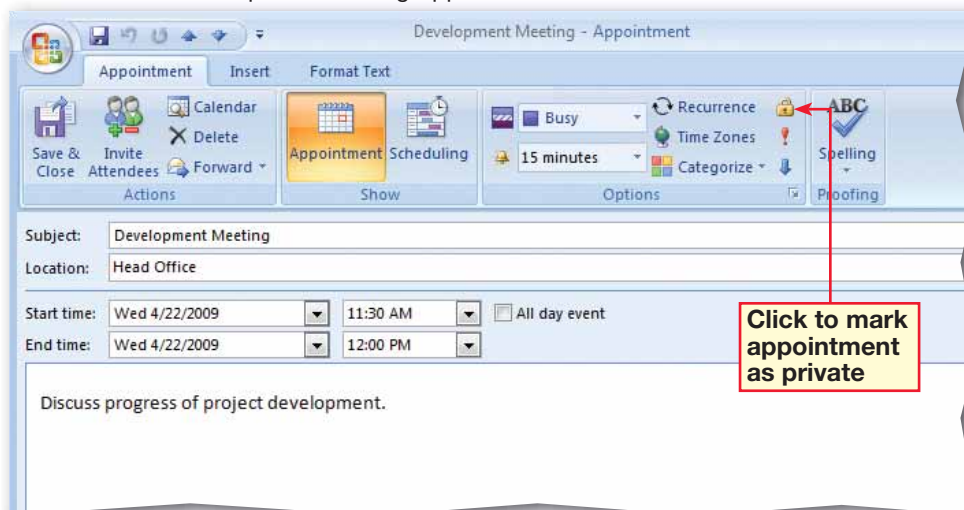 Development Meeting - Appointment
Appointment Insert Format Text
Save & Close
Invite Attendees
Calendar
Delete
Forward
Actions
Appointment
Scheduling
Show
Busy
15 minutes
Recurrence
Time Zones
Categorize
Options
ABC
Spelling
Proofing
Subject: Development Meeting
Location: Head Office
Start time: Wed 4/22/2009 11:30 AM All day event
End time: Wed 4/22/2009 12:00 PM
Click to mark
appointment
as private
Discuss progress of project development.